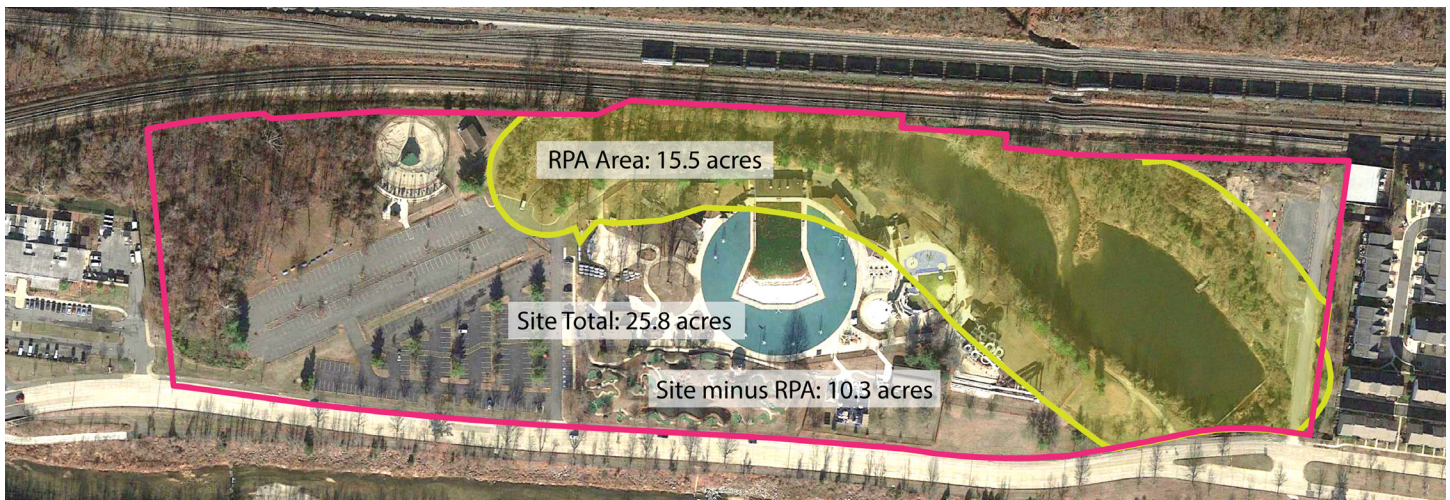 RPA Area: 15.5 acres
Site Total: 25.8 acres
Site minus RPA: 10.3 acres